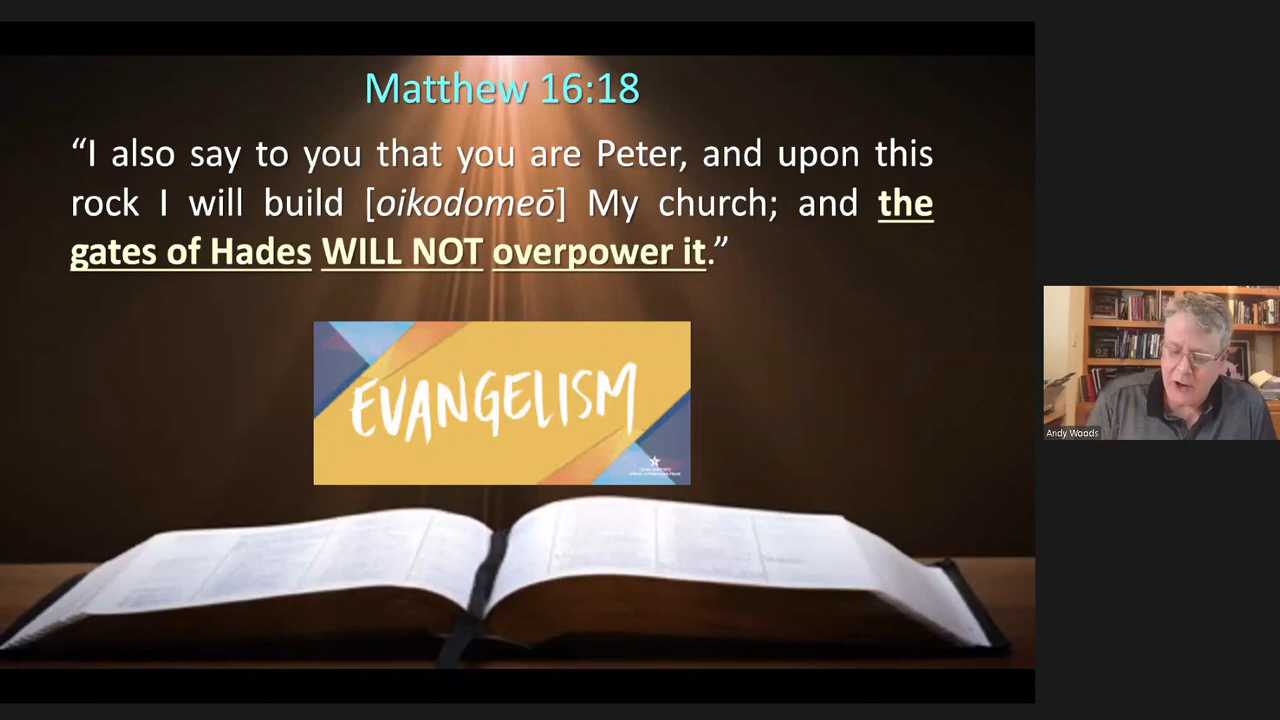 Matthew 16:18
“I also say to you that you are Peter, and upon this
rock I will build [oikodomeō] My church; and the
gates of Hades WILL NOT overpower it.”
EVANGELISM
Andy Woods